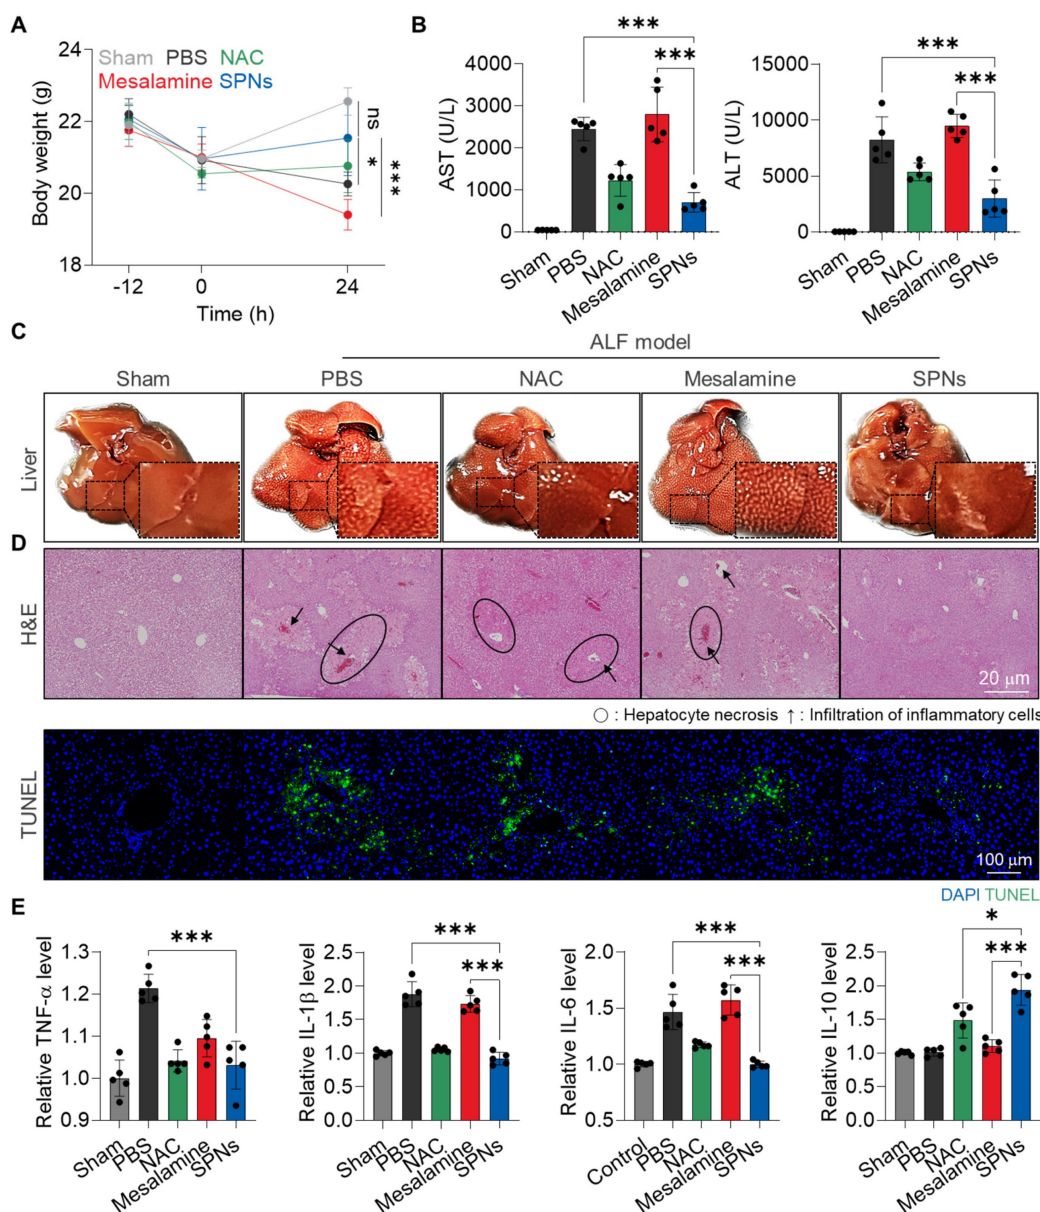 A
24
22
20
18
Body weight (g)
Sham PBS NAC
Mesalamine SPNs
ns
*
***
-12 0 24
Time (h)
B
***
***
4000
3000
2000
1000
0
AST (U/L)
Sham PBS NAC Mesalamine SPNs
***
***
15000
10000
5000
0
ALT (U/L)
Sham PBS NAC Mesalamine SPNs
C
ALF model
Sham PBS NAC Mesalamine SPNs
Liver
D
H&E
20 μm
○ : Hepatocyte necrosis ↑ : Infiltration of inflammatory cells
TUNEL
100 μm
DAPI TUNEL
E
***
1.3
1.2
1.1
1.0
0.9
Relative TNF-α level
Sham PBS NAC Mesalamine SPNs
***
***
2.5
2.0
1.5
1.0
0.5
0.0
Relative IL-1β level
Sham PBS NAC Mesalamine SPNs
***
***
2.0
1.5
1.0
0.5
Relative IL-6 level
Control PBS NAC Mesalamine SPNs
*
***
2.5
2.0
1.5
1.0
0.5
0.0
Relative IL-10 level
Sham PBS NAC Mesalamine SPNs